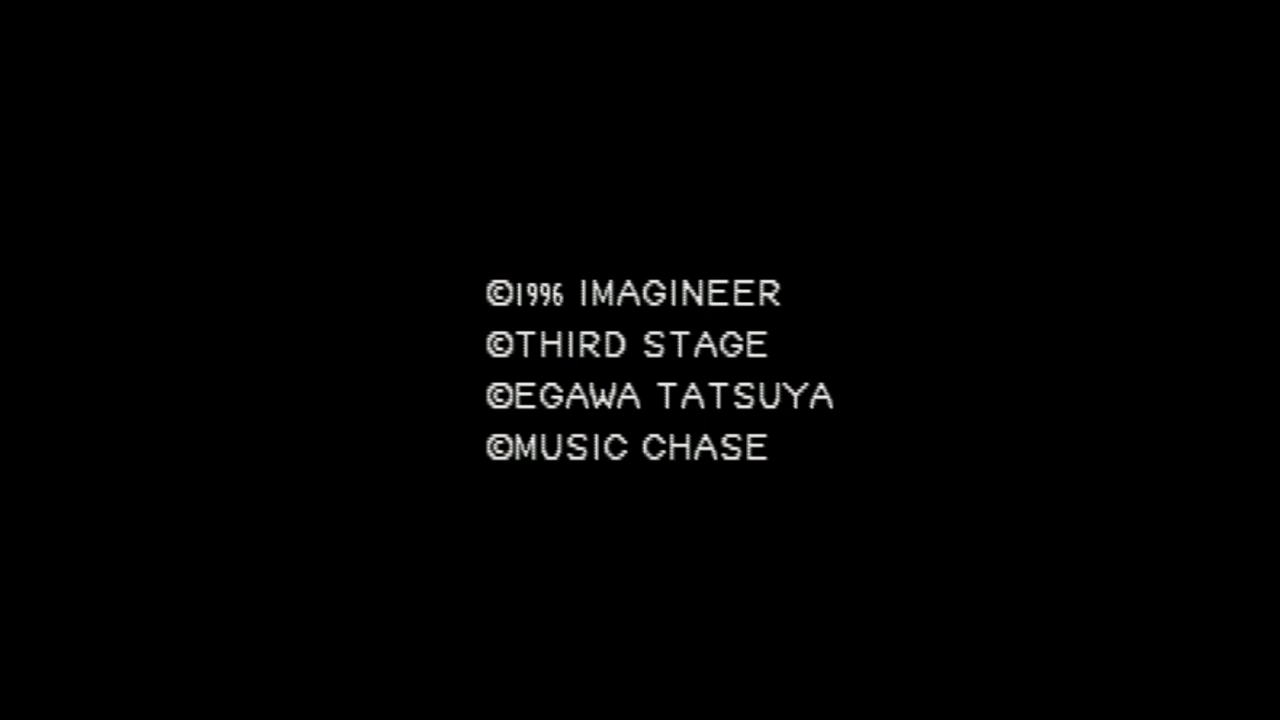 ©1996 IMAGINEER
©THIRD STAGE
©EGAWA TATSUYA
©MUSIC CHASE